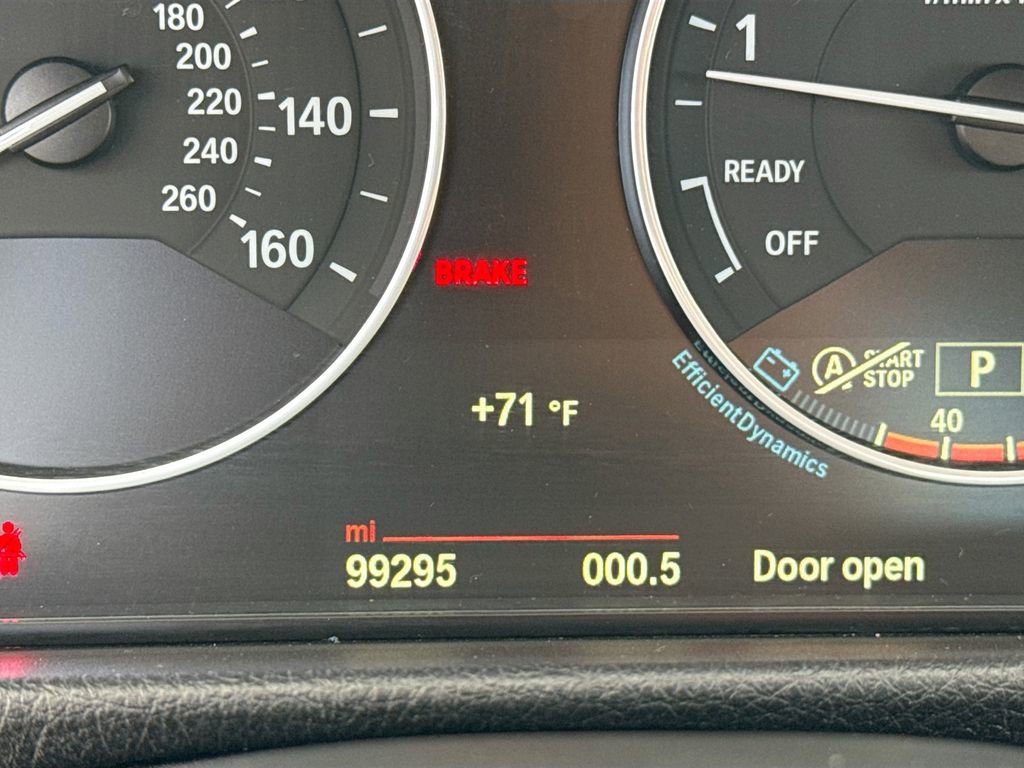 180
200
220
240
260
140
160
1
READY
OFF
BRAKE
A START
STOP
P
40
EfficientDynamics
+71 °F
mi
99295 000.5
Door open